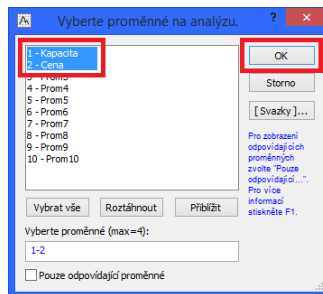 Vyberte proměnné na analýzu.
?
×
1 - Kapacita
2 - Cena
3 - Prom3
4 - Prom4
5 - Prom5
6 - Prom6
7 - Prom7
8 - Prom8
9 - Prom9
10 - Prom10
OK
Storno
[ Svazky ]...
Pro zobrazení
odpovídajících
proměnných
zvolte "Pouze
odpovídající...".
Pro více
informací
stiskněte F1.
Vybrat vše
Roztáhnout
Přiblížit
Vyberte proměnné (max=4):
1-2
Pouze odpovídající proměnné